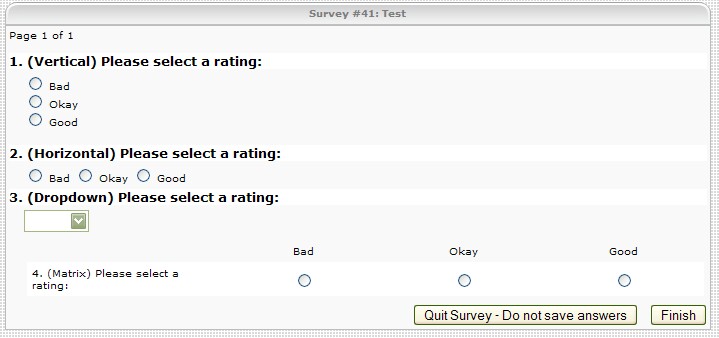 Survey #41: Test
Page 1 of 1
1. (Vertical) Please select a rating:
Bad
Okay
Good
2. (Horizontal) Please select a rating:
Bad Okay Good
3. (Dropdown) Please select a rating:
Bad Okay Good
4. (Matrix) Please select a
rating:
Quit Survey - Do not save answers Finish